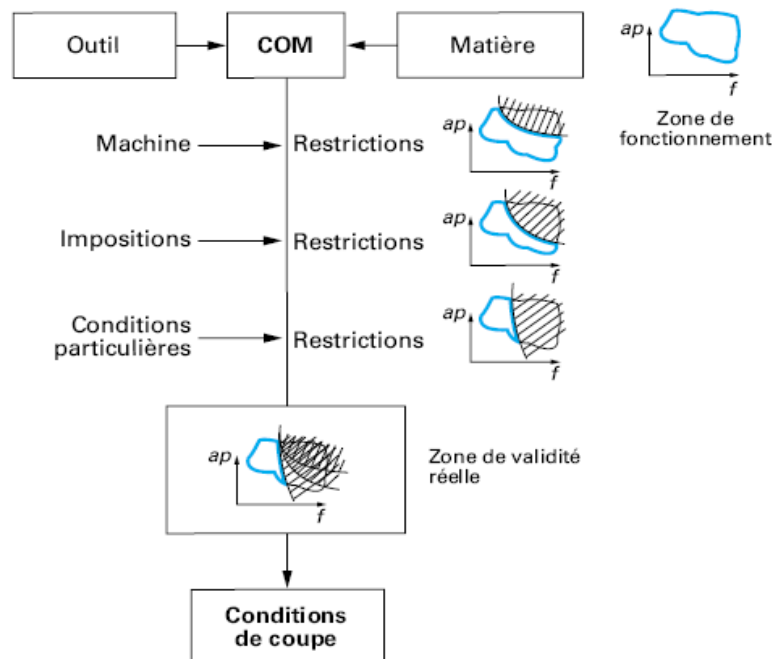 Outil
COM
Matière
ap
f
Zone de
fonctionnement
Machine
Restrictions
ap
f
Impositions
Restrictions
ap
f
Conditions
particulières
Restrictions
ap
f
ap
f
Zone de validité
réelle
Conditions
de coupe